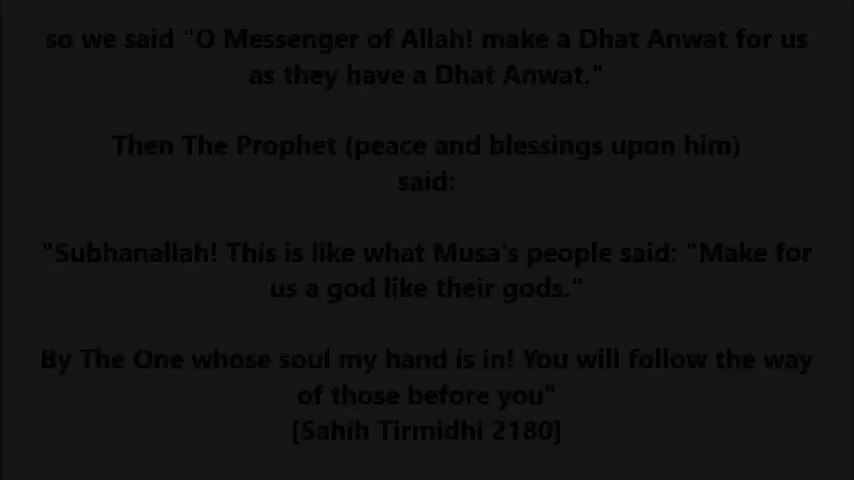 so we said "O Messenger of Allah! make a Dhat Anwat for us
as they have a Dhat Anwat."
Then The Prophet (peace and blessings upon him)
said:
"Subhanallah! This is like what Musa's people said: "Make for
us a god like their gods."
By The One whose soul my hand is in! You will follow the way
of those before you"
[Sahih Tirmidhi 2180]